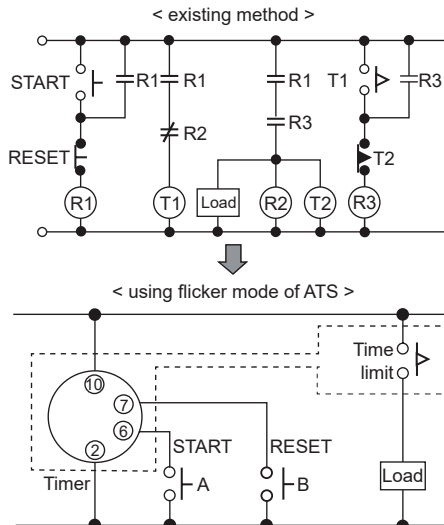 < existing method >
START
R1
R1
R1
T1
R3
R2
R3
RESET
T2
R1
T1
Load
R2
T2
R3
< using flicker mode of ATS >
Time
limit
10
7
6
2
START
RESET
Timer
A
B
Load